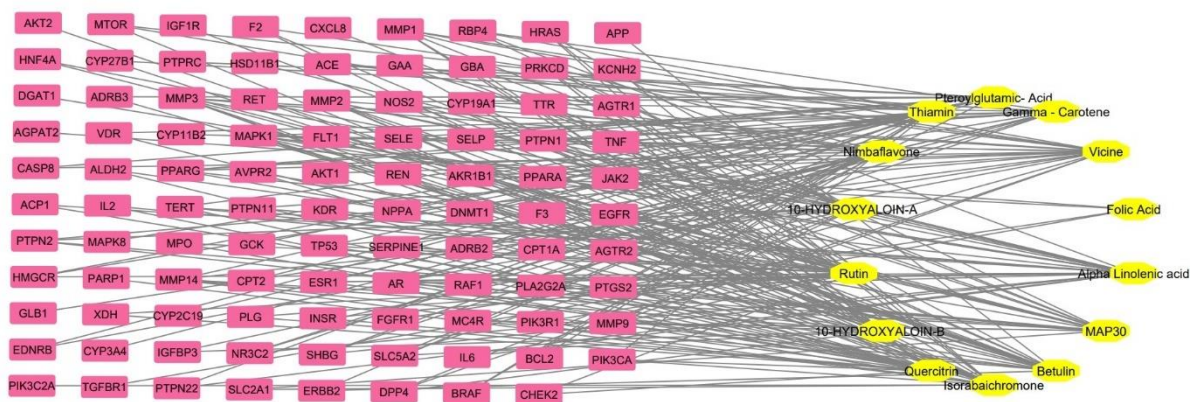 AKT2 MTOR IGF1R F2 CXCL8 MMP1 RBP4 HRAS APP
HNF4A CYP27B1 PTPRC HSD11B1 ACE GAA GBA PRKCD KCNH2
DGAT1 ADRB3 MMP3 RET MMP2 NOS2 CYP19A1 TTR AGTR1
AGPAT2 VDR CYP11B2 MAPK1 FLT1 SELE SELP PTPN1 TNF
CASP8 ALDH2 PPARG AVPR2 AKT1 REN AKR1B1 PPARA JAK2
ACP1 IL2 TERT PTPN11 KDR NPPA DNMT1 F3 EGFR
PTPN2 MAPK8 MPO GCK TP53 SERPINE1 ADRB2 CPT1A AGTR2
HMGCR PARP1 MMP14 CPT2 ESR1 AR RAF1 PLA2G2A PTGS2
GLB1 XDH CYP2C19 PLG INSR FGFR1 MC4R PIK3R1 MMP9
EDNRB CYP3A4 IGFBP3 NR3C2 SHBG SLC5A2 IL6 BCL2 PIK3CA
PIK3C2A TGFBR1 PTPN22 SLC2A1 ERBB2 DPP4 BRAF CHEK2
Pteroylglutamic- Acid
Thiamin
Gamma - Carotene
Nimbaflavone
Vicine
10-HYDROXYALOIN-A
Folic Acid
Rutin
Alpha Linolenic acid
10-HYDROXYALOIN-B
MAP30
Quercitrin
Betulin
Isorabaichromone